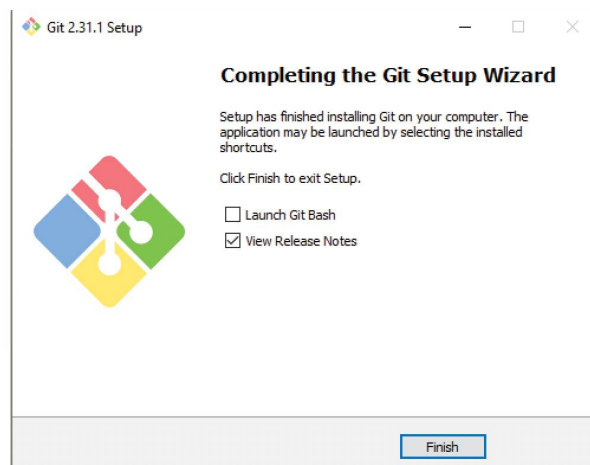 Git 2.31.1 Setup
Completing the Git Setup Wizard
Setup has finished installing Git on your computer. The
application may be launched by selecting the installed
shortcuts.
Click Finish to exit Setup.
Launch Git Bash
View Release Notes
Finish